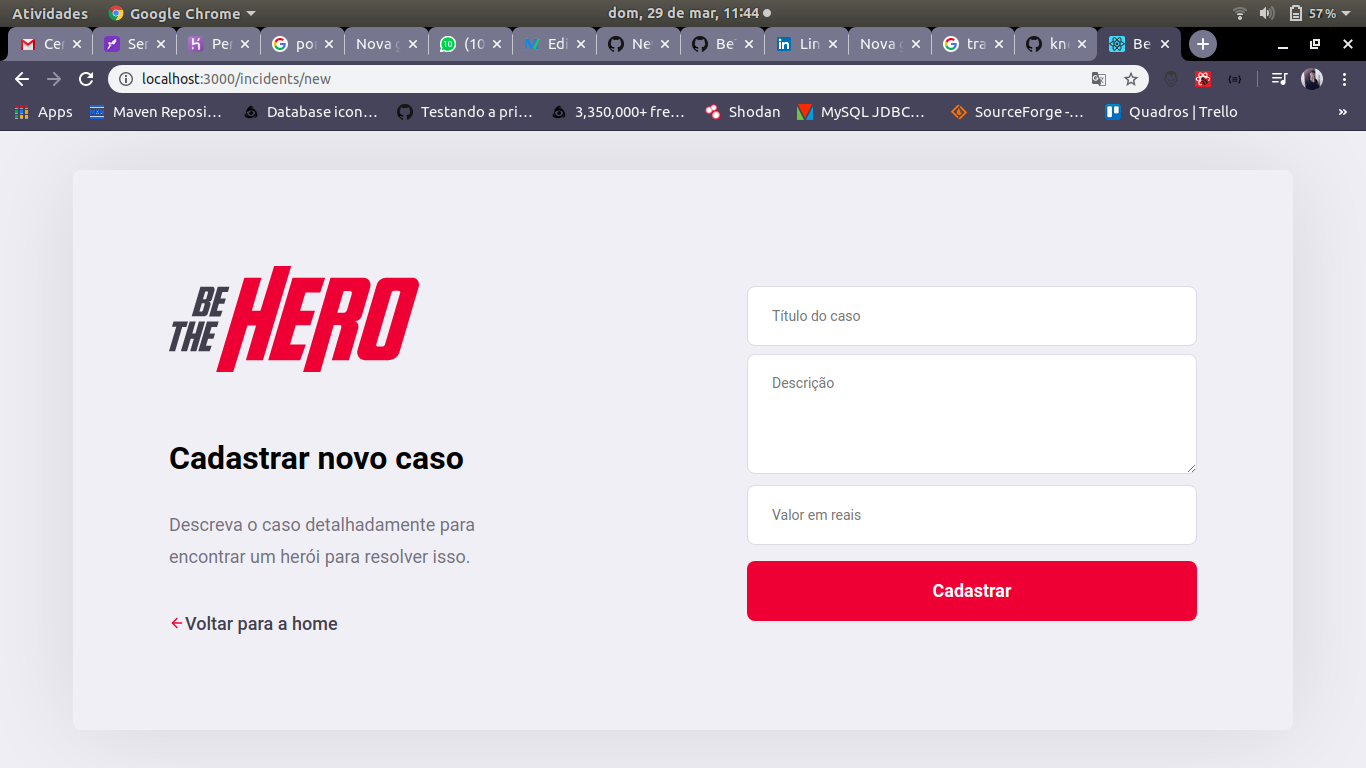 Atividades Google Chrome dom, 29 de mar, 11:44 57%
Cer Ser Per por Nova g (10 Edi Ne BeT Lin Nova g tra kno Be
localhost:3000/incidents/new
Apps Maven Reposi… Database icon… Testando a pri… 3,350,000+ fre… Shodan MySQL JDBC… SourceForge -… Quadros | Trello »
BE THE HERO
Cadastrar novo caso
Descreva o caso detalhadamente para
encontrar um herói para resolver isso.
Voltar para a home
Título do caso
Descrição
Valor em reais
Cadastrar